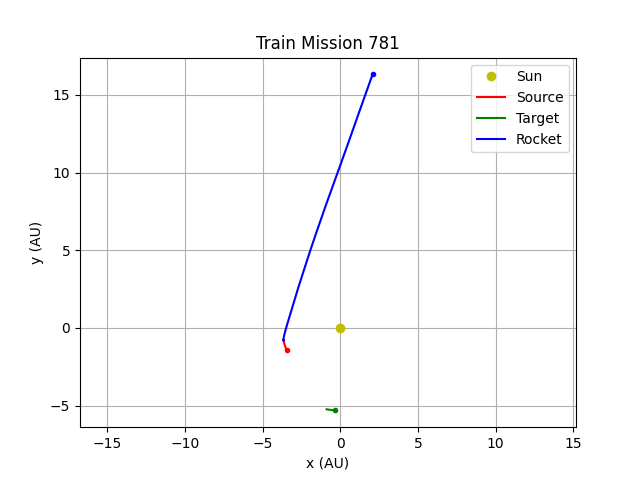 Train Mission 781
Sun
Source
Target
Rocket
15
10
5
0
−5
y (AU)
−15
−10
−5
0
5
10
15
x (AU)